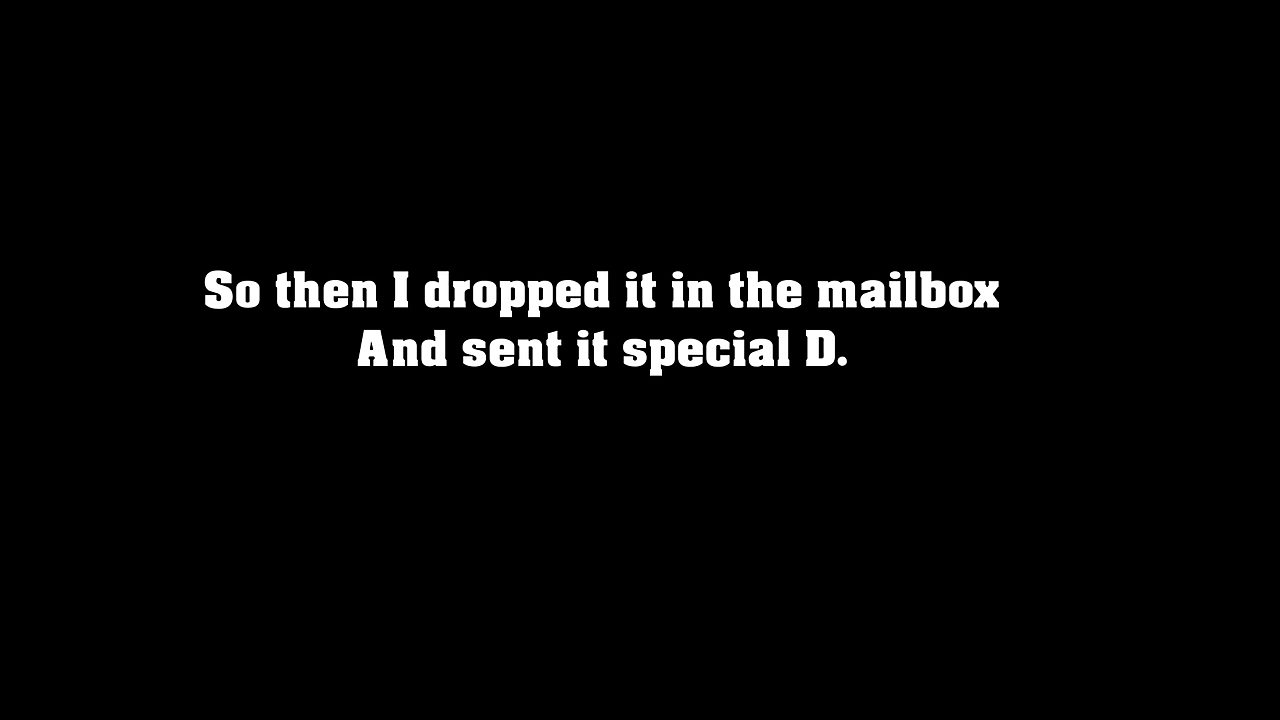 So then I dropped it in the mailbox
And sent it special D.